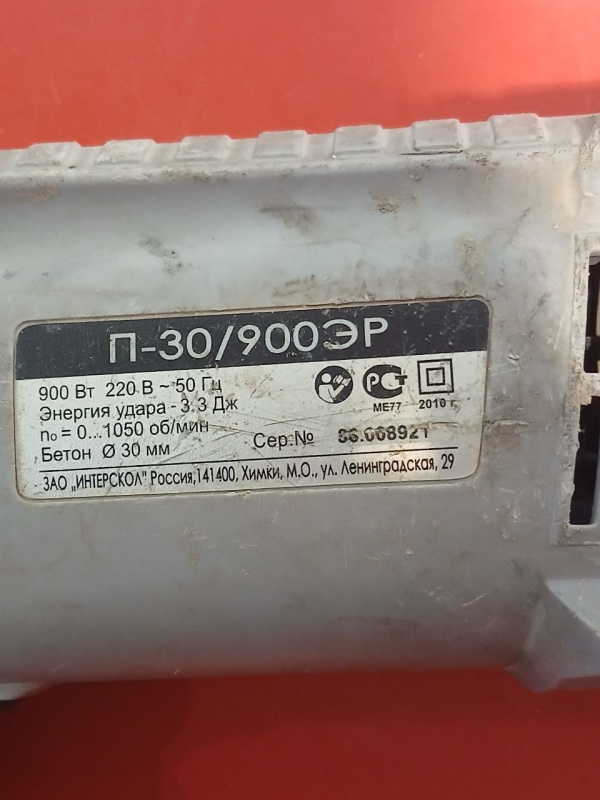 П-30/900ЭР
900 Вт 220 В ~ 50 Гц
Энергия удара - 3.3 Дж
n₀ = 0...1050 об/мин
Бетон Ø 30 мм
МЕ77
2010 г.
Сер.№
ЗАО „ИНТЕРСКОЛ" Россия,141400, Химки, М.О., ул. Ленинградская, 29